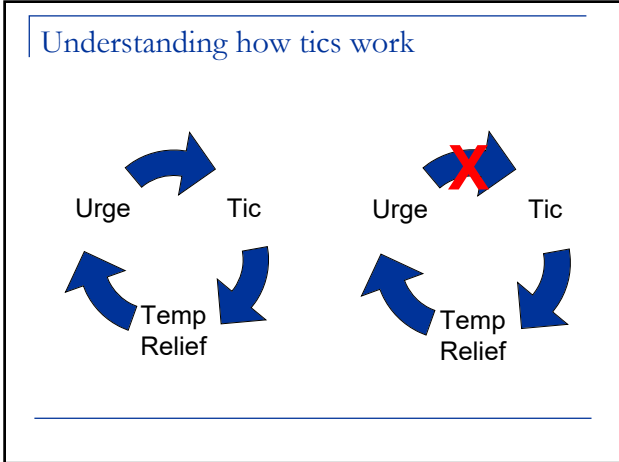 Understanding how tics work
Urge
Tic
Temp
Relief
X
Urge
Tic
Temp
Relief